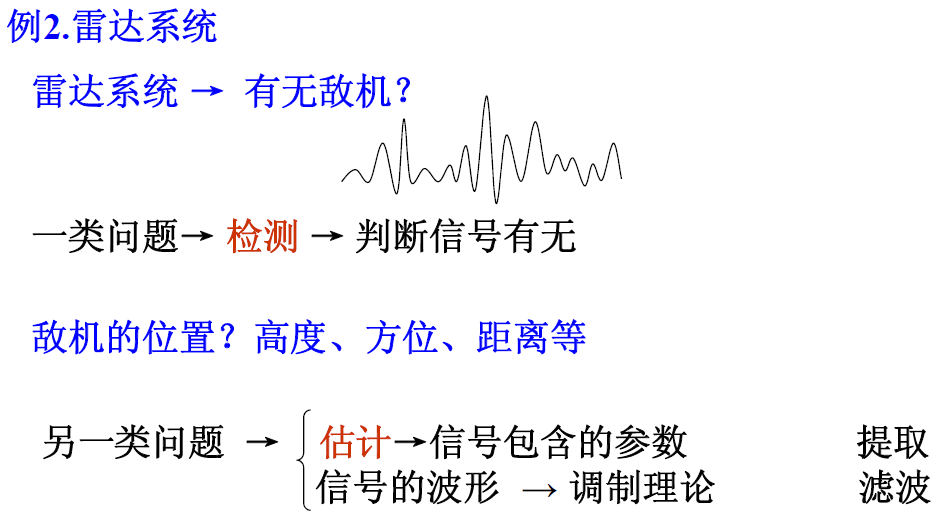 例2.雷达系统
雷达系统 → 有无敌机？
一类问题→ 检测 → 判断信号有无
敌机的位置？高度、方位、距离等
另一类问题 → 估计→信号包含的参数 提取
信号的波形 → 调制理论 滤波